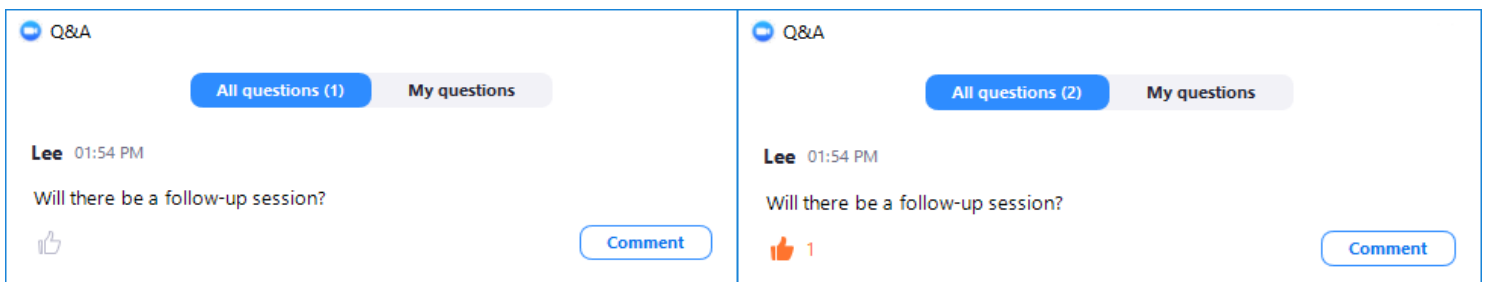 Q&A
All questions (1) My questions
Lee 01:54 PM
Will there be a follow-up session?
Comment
Q&A
All questions (2) My questions
Lee 01:54 PM
Will there be a follow-up session?
1 Comment